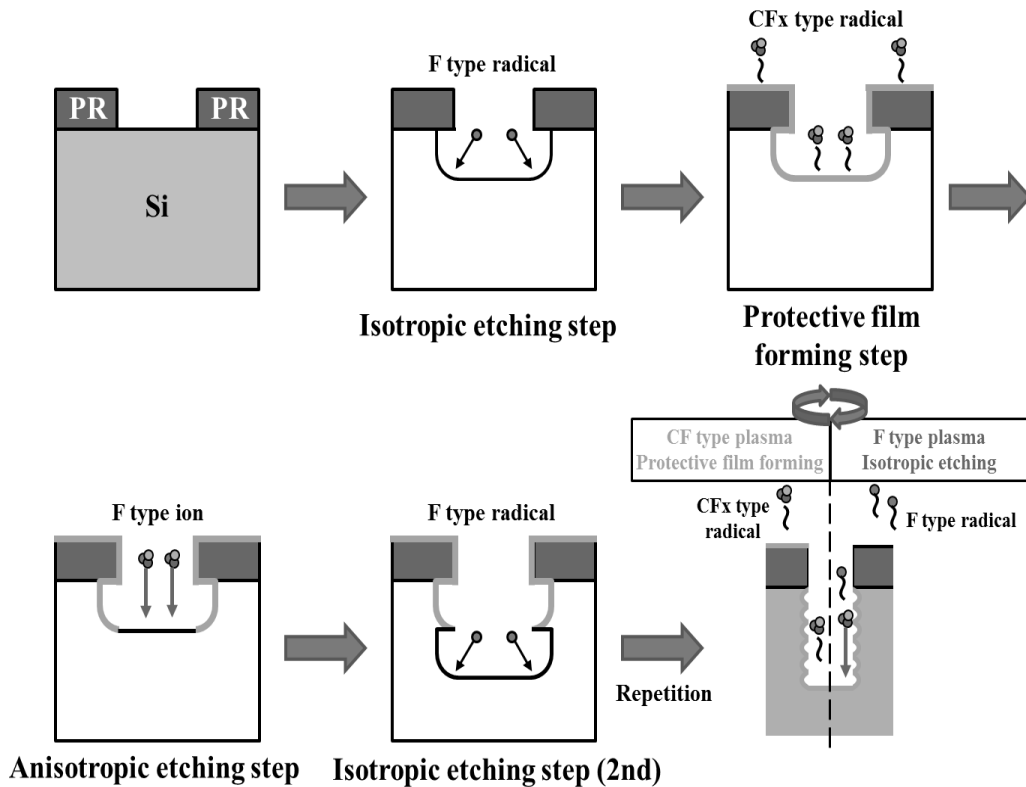 PR
PR
Si
F type radical
Isotropic etching step
CFx type radical
Protective film
forming step
F type ion
Anisotropic etching step
F type radical
Isotropic etching step (2nd)
Repetition
CF type plasma
Protective film forming
F type plasma
Isotropic etching
CFx type
radical
F type radical